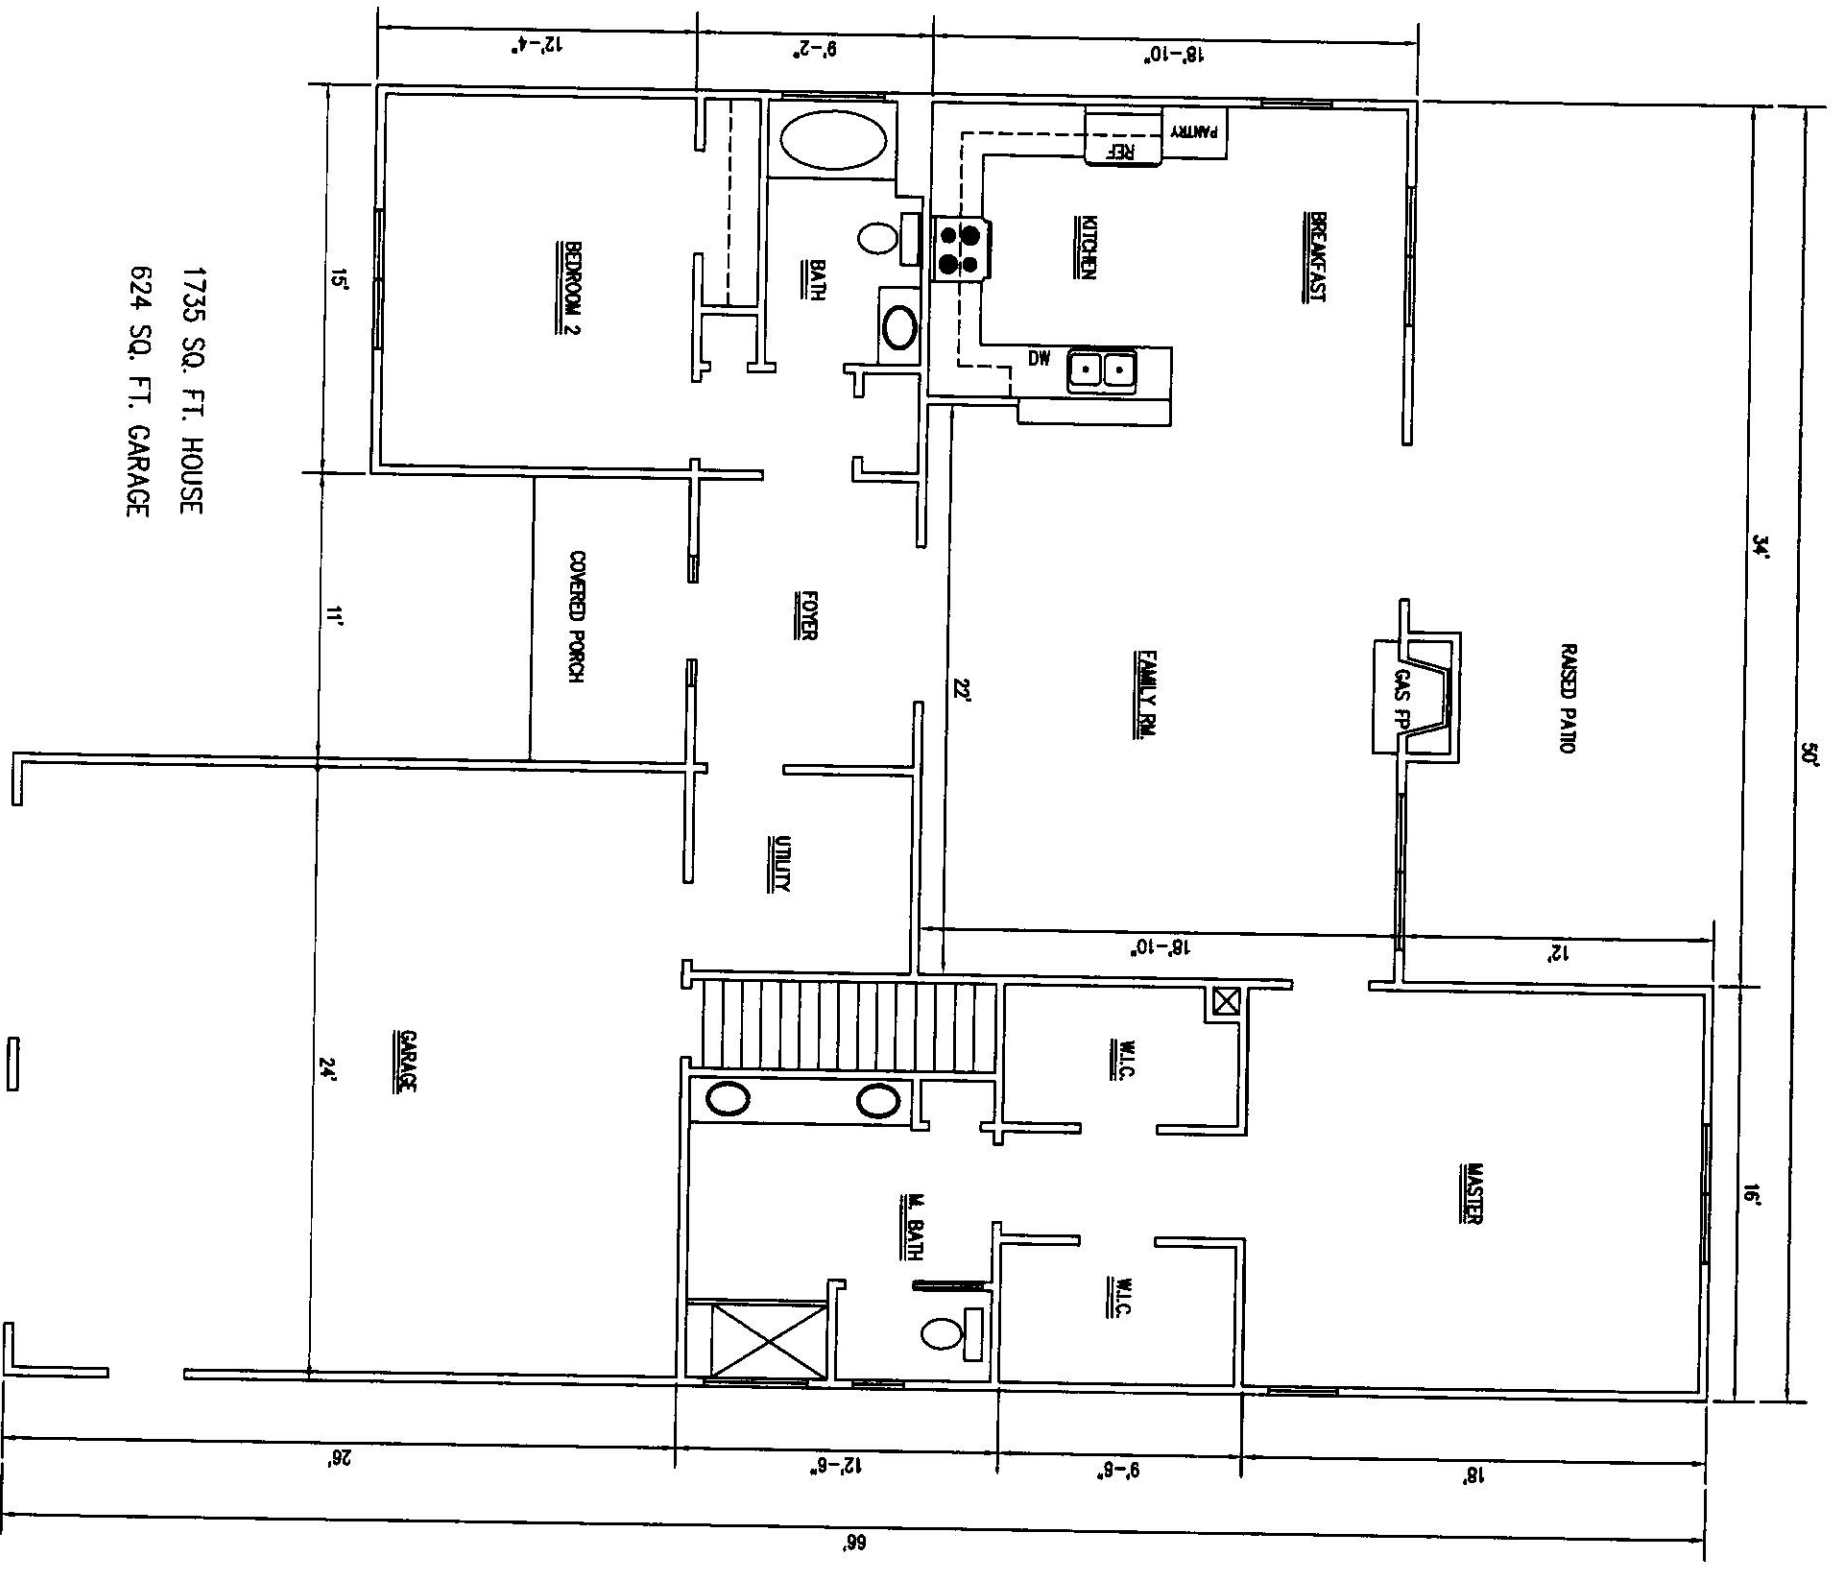 50'
34'
16'
RAISED PATIO
12'
18'-10"
BREAKFAST
GAS FP
MASTER
18'
PANTRY
REF
KITCHEN
DW
FAMILY RM.
22'
18'-10"
W.I.C.
W.I.C.
9'-6"
9'-2"
BATH
FOYER
UTILITY
M. BATH
12'-6"
12'-4"
BEDROOM 2
COVERED PORCH
GARAGE
26'
66'
15'
11'
24'
1735 SQ. FT. HOUSE
624 SQ. FT. GARAGE